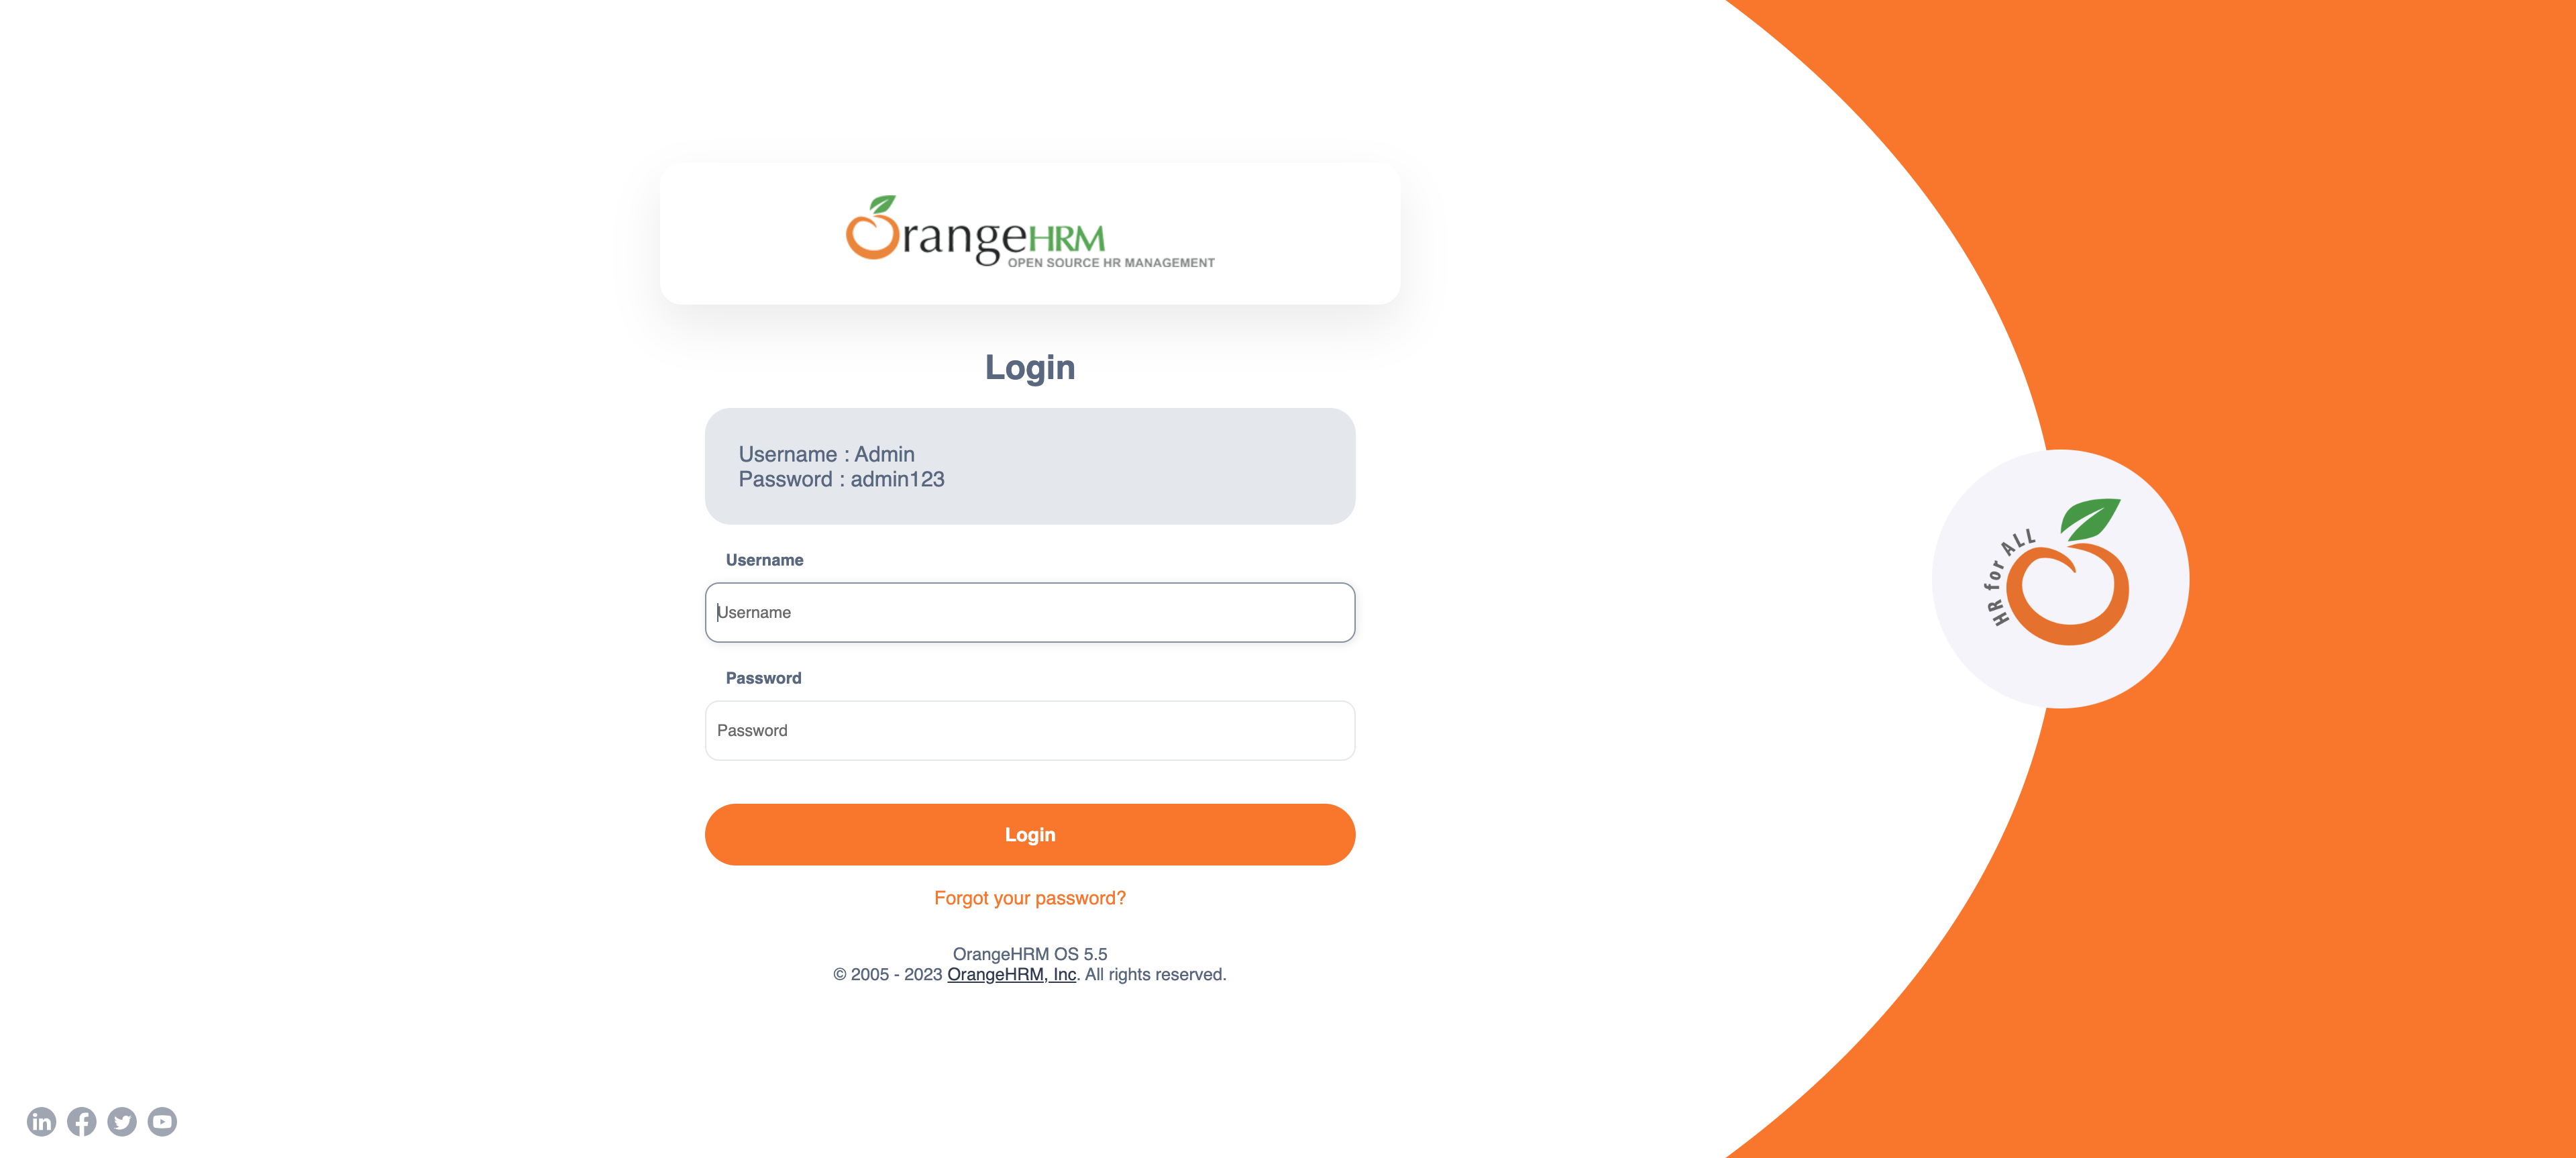 OrangeHRM
OPEN SOURCE HR MANAGEMENT
Login
Username : Admin
Password : admin123
Username
Username
Password
Password
Login
Forgot your password?
OrangeHRM OS 5.5
© 2005 - 2023 OrangeHRM, Inc. All rights reserved.
HR for ALL
in